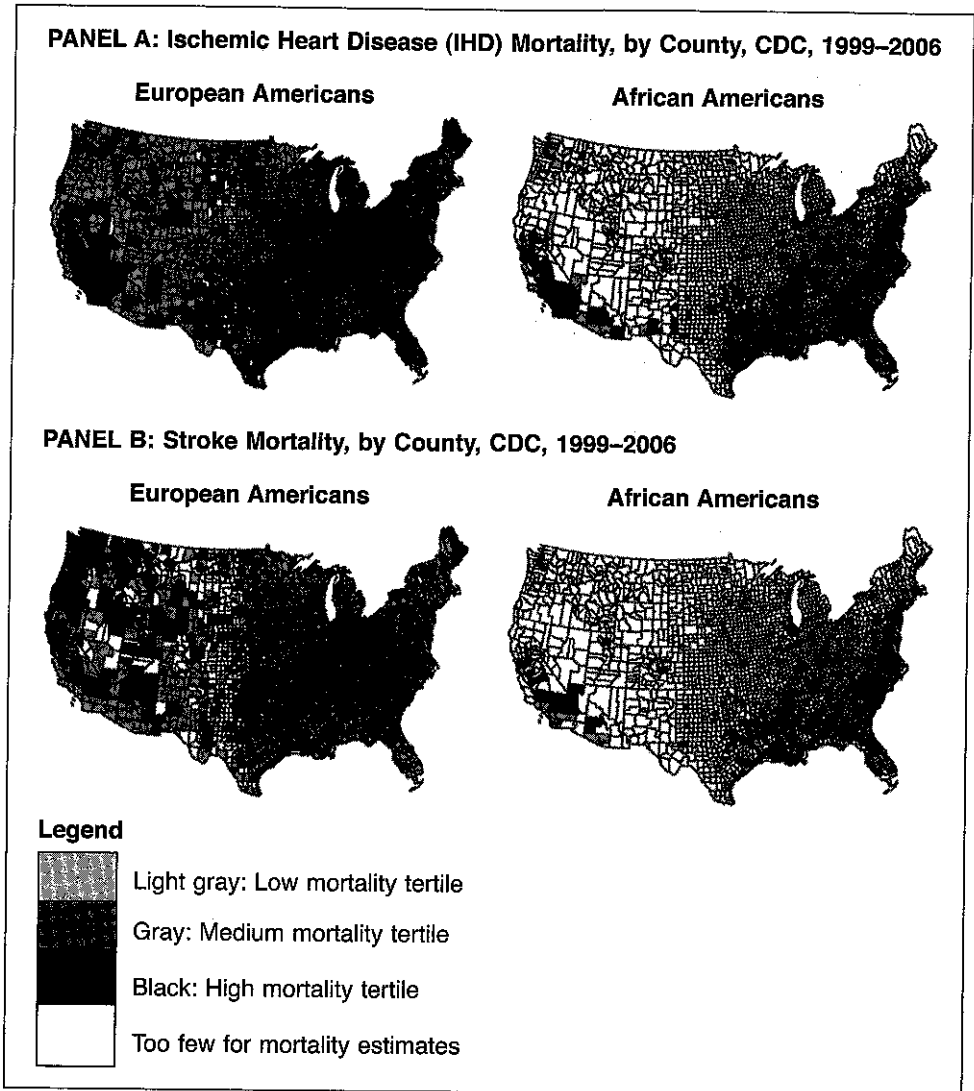 PANEL A: Ischemic Heart Disease (IHD) Mortality, by County, CDC, 1999–2006
European Americans
African Americans
PANEL B: Stroke Mortality, by County, CDC, 1999–2006
European Americans
African Americans
Legend
Light gray: Low mortality tertile
Gray: Medium mortality tertile
Black: High mortality tertile
Too few for mortality estimates